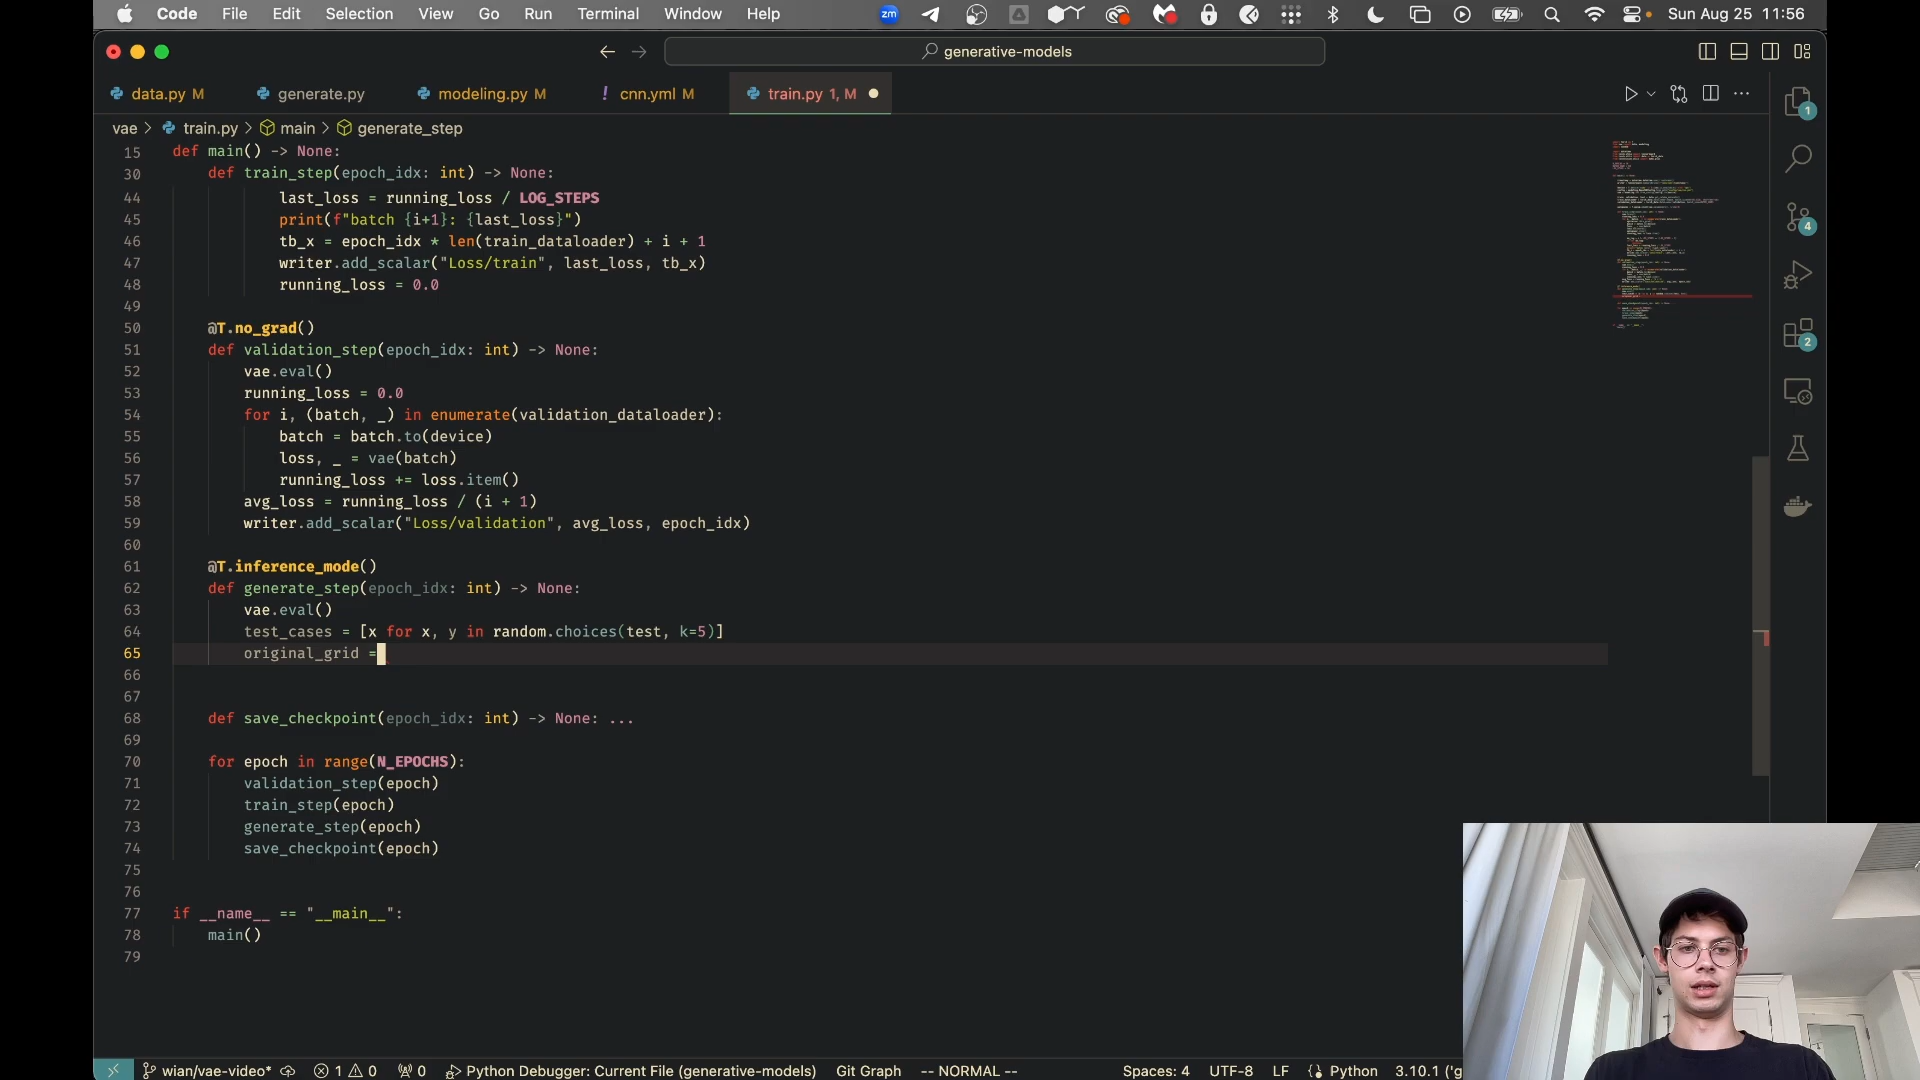 Code File Edit Selection View Go Run Terminal Window Help zm Sun Aug 25 11:56
generative-models
data.py M generate.py modeling.py M ! cnn.yml M train.py 1, M
vae > train.py > main > generate_step
15 def main() -> None:
30 def train_step(epoch_idx: int) -> None:
44 last_loss = running_loss / LOG_STEPS
45 print(f"batch {i+1}: {last_loss}")
46 tb_x = epoch_idx * len(train_dataloader) + i + 1
47 writer.add_scalar("Loss/train", last_loss, tb_x)
48 running_loss = 0.0
49
50 @T.no_grad()
51 def validation_step(epoch_idx: int) -> None:
52 vae.eval()
53 running_loss = 0.0
54 for i, (batch, _) in enumerate(validation_dataloader):
55 batch = batch.to(device)
56 loss, _ = vae(batch)
57 running_loss += loss.item()
58 avg_loss = running_loss / (i + 1)
59 writer.add_scalar("Loss/validation", avg_loss, epoch_idx)
60
61 @T.inference_mode()
62 def generate_step(epoch_idx: int) -> None:
63 vae.eval()
64 test_cases = [x for x, y in random.choices(test, k=5)]
65 original_grid =
66
67
68 def save_checkpoint(epoch_idx: int) -> None: ...
69
70 for epoch in range(N_EPOCHS):
71 validation_step(epoch)
72 train_step(epoch)
73 generate_step(epoch)
74 save_checkpoint(epoch)
75
76
77 if __name__ == "__main__":
78 main()
79
1
4
2
wian/vae-video* 1 0 0 Python Debugger: Current File (generative-models) Git Graph -- NORMAL -- Spaces: 4 UTF-8 LF Python 3.10.1 ('g